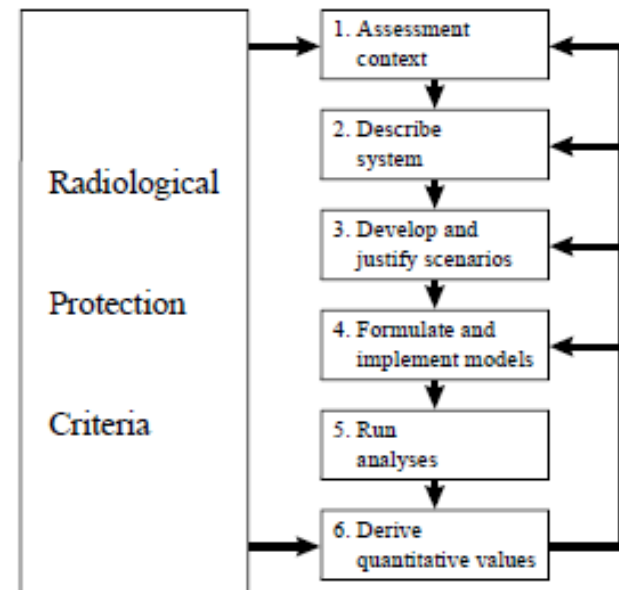 Radiological
Protection
Criteria
1. Assessment
context
2. Describe
system
3. Develop and
justify scenarios
4. Formulate and
implement models
5. Run
analyses
6. Derive
quantitative values